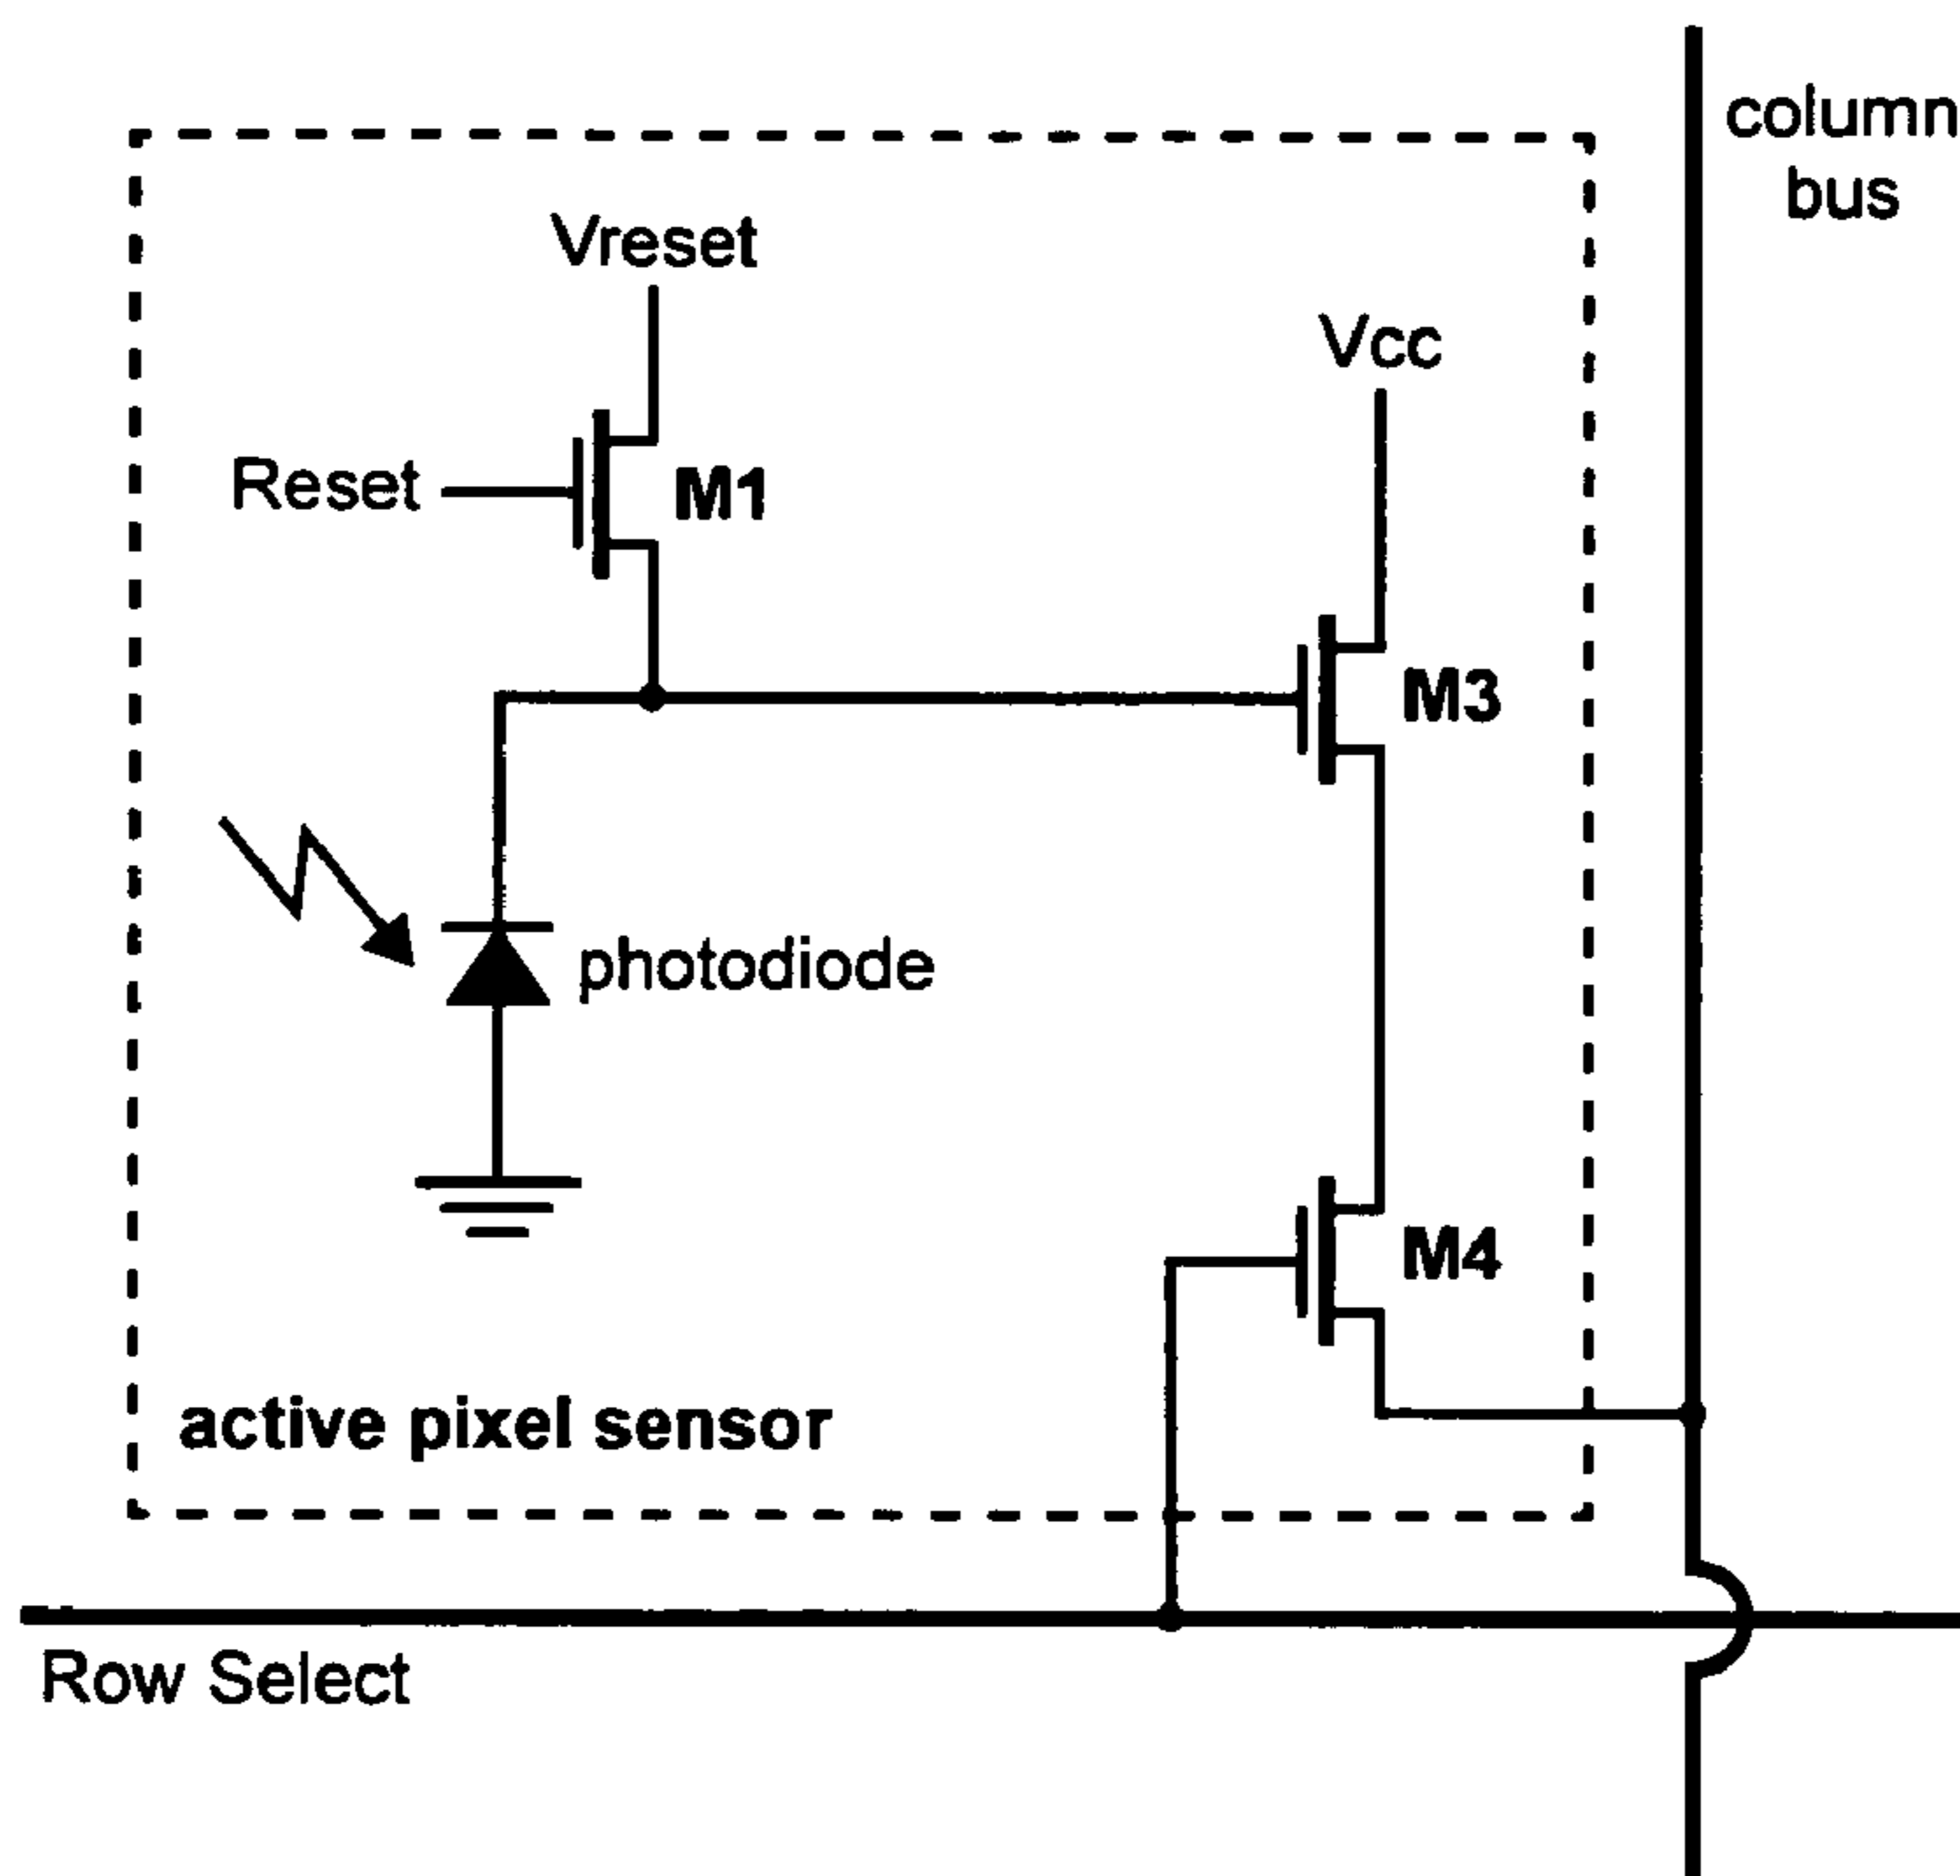 column
bus
Vreset
Vcc
Reset
M1
M3
photodiode
M4
active pixel sensor
Row Select